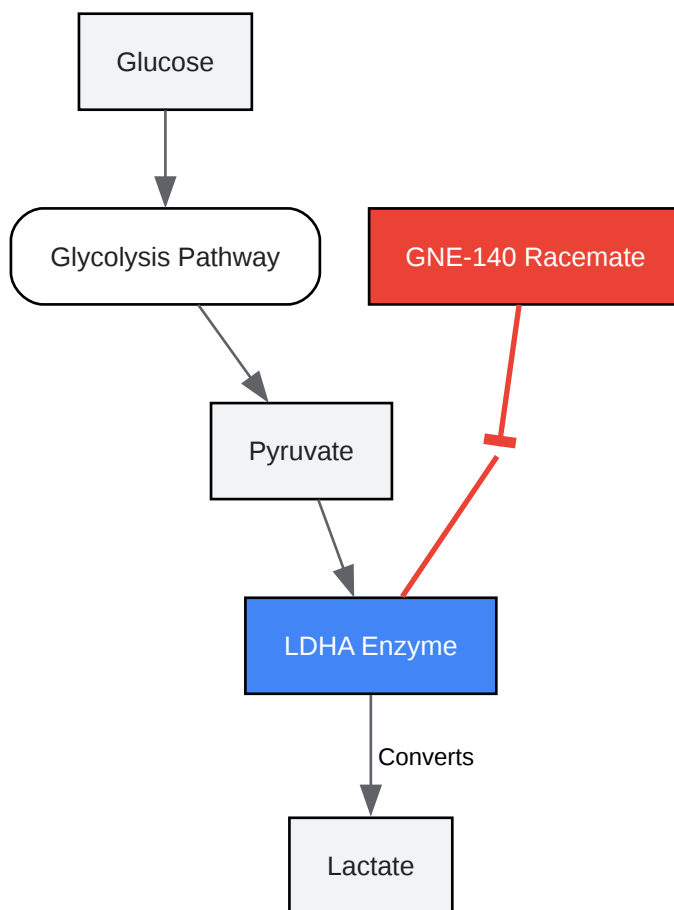 Glucose
Glycolysis Pathway
GNE-140 Racemate
Pyruvate
LDHA Enzyme
Converts
Lactate